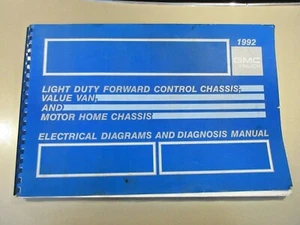 1992
GMC
LIGHT DUTY FORWARD CONTROL CHASSIS,
VALUE VAN,
AND
MOTOR HOME CHASSIS
ELECTRICAL DIAGRAMS AND DIAGNOSIS MANUAL